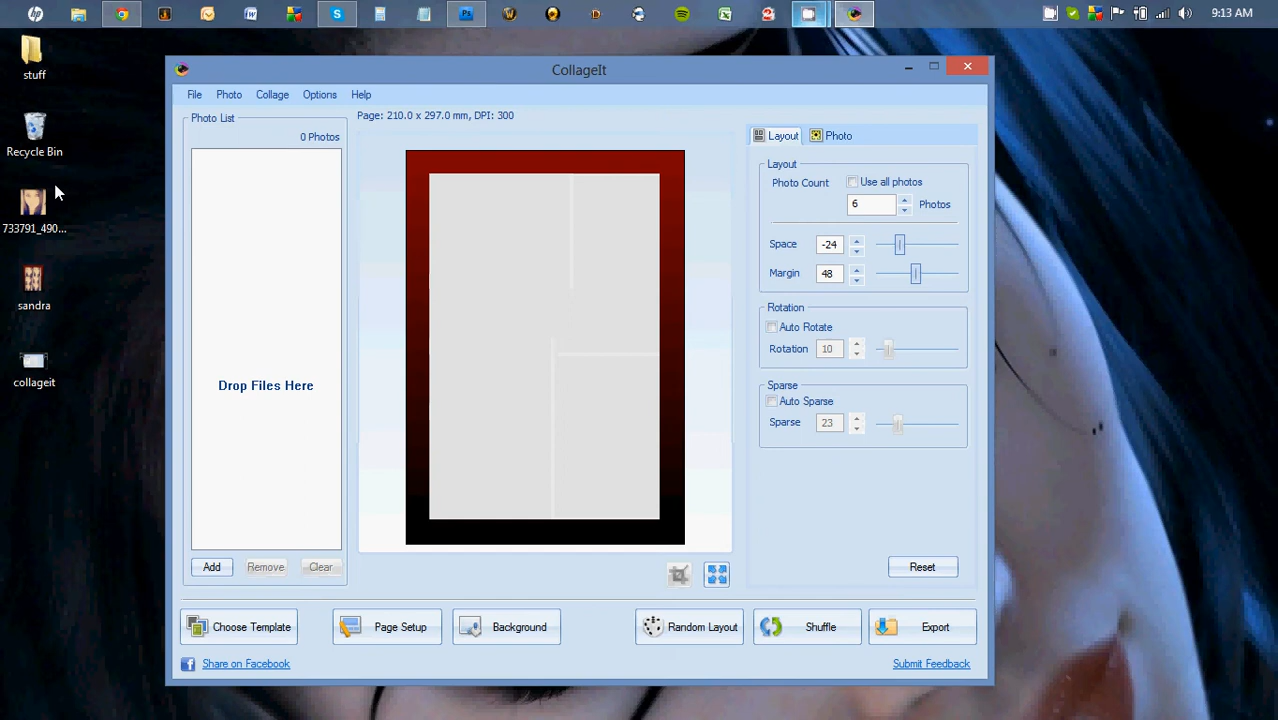 9:13 AM
stuff
Recycle Bin
733791_490...
sandra
collageit
CollageIt
File Photo Collage Options Help
Photo List
0 Photos
Drop Files Here
Add Remove Clear
Page: 210.0 x 297.0 mm, DPI: 300
Layout Photo
Layout
Photo Count Use all photos
6 Photos
Space -24
Margin 48
Rotation
Auto Rotate
Rotation 10
Sparse
Auto Sparse
Sparse 23
Reset
Choose Template Page Setup Background Random Layout Shuffle Export
Share on Facebook Submit Feedback